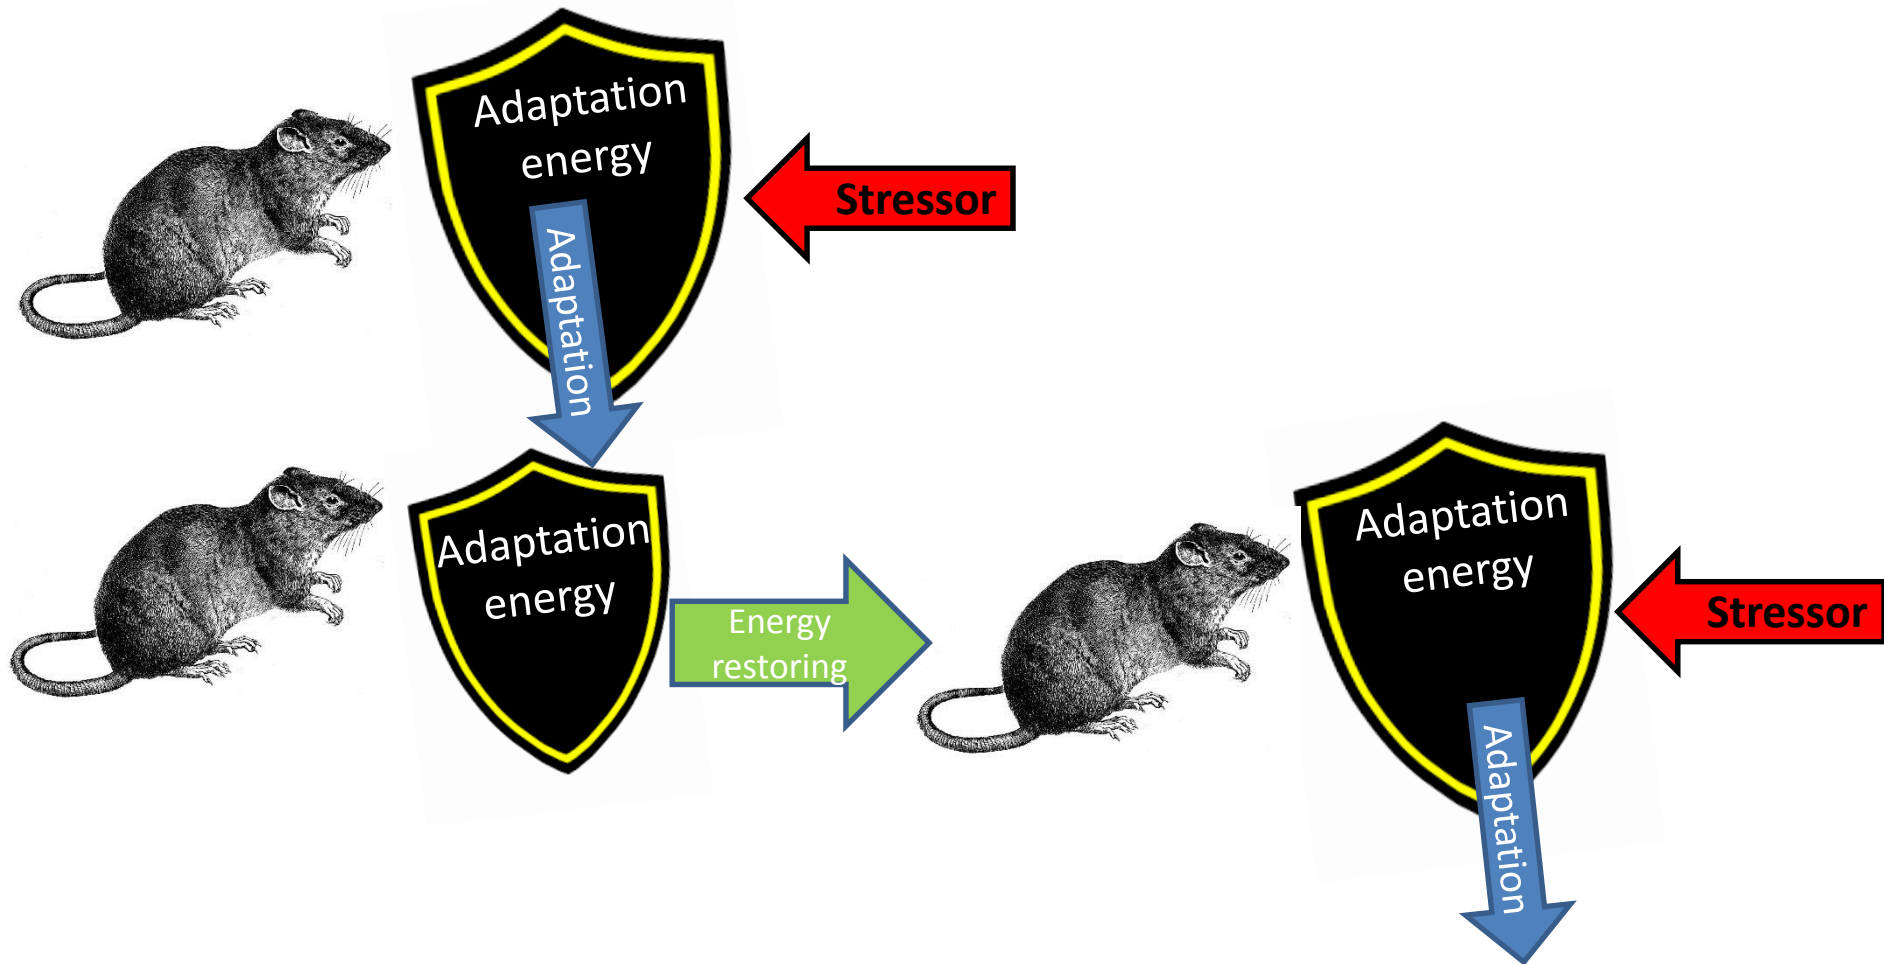 Adaptation
energy
Stressor
Adaptation
Adaptation
energy
Energy
restoring
Adaptation
energy
Stressor
Adaptation